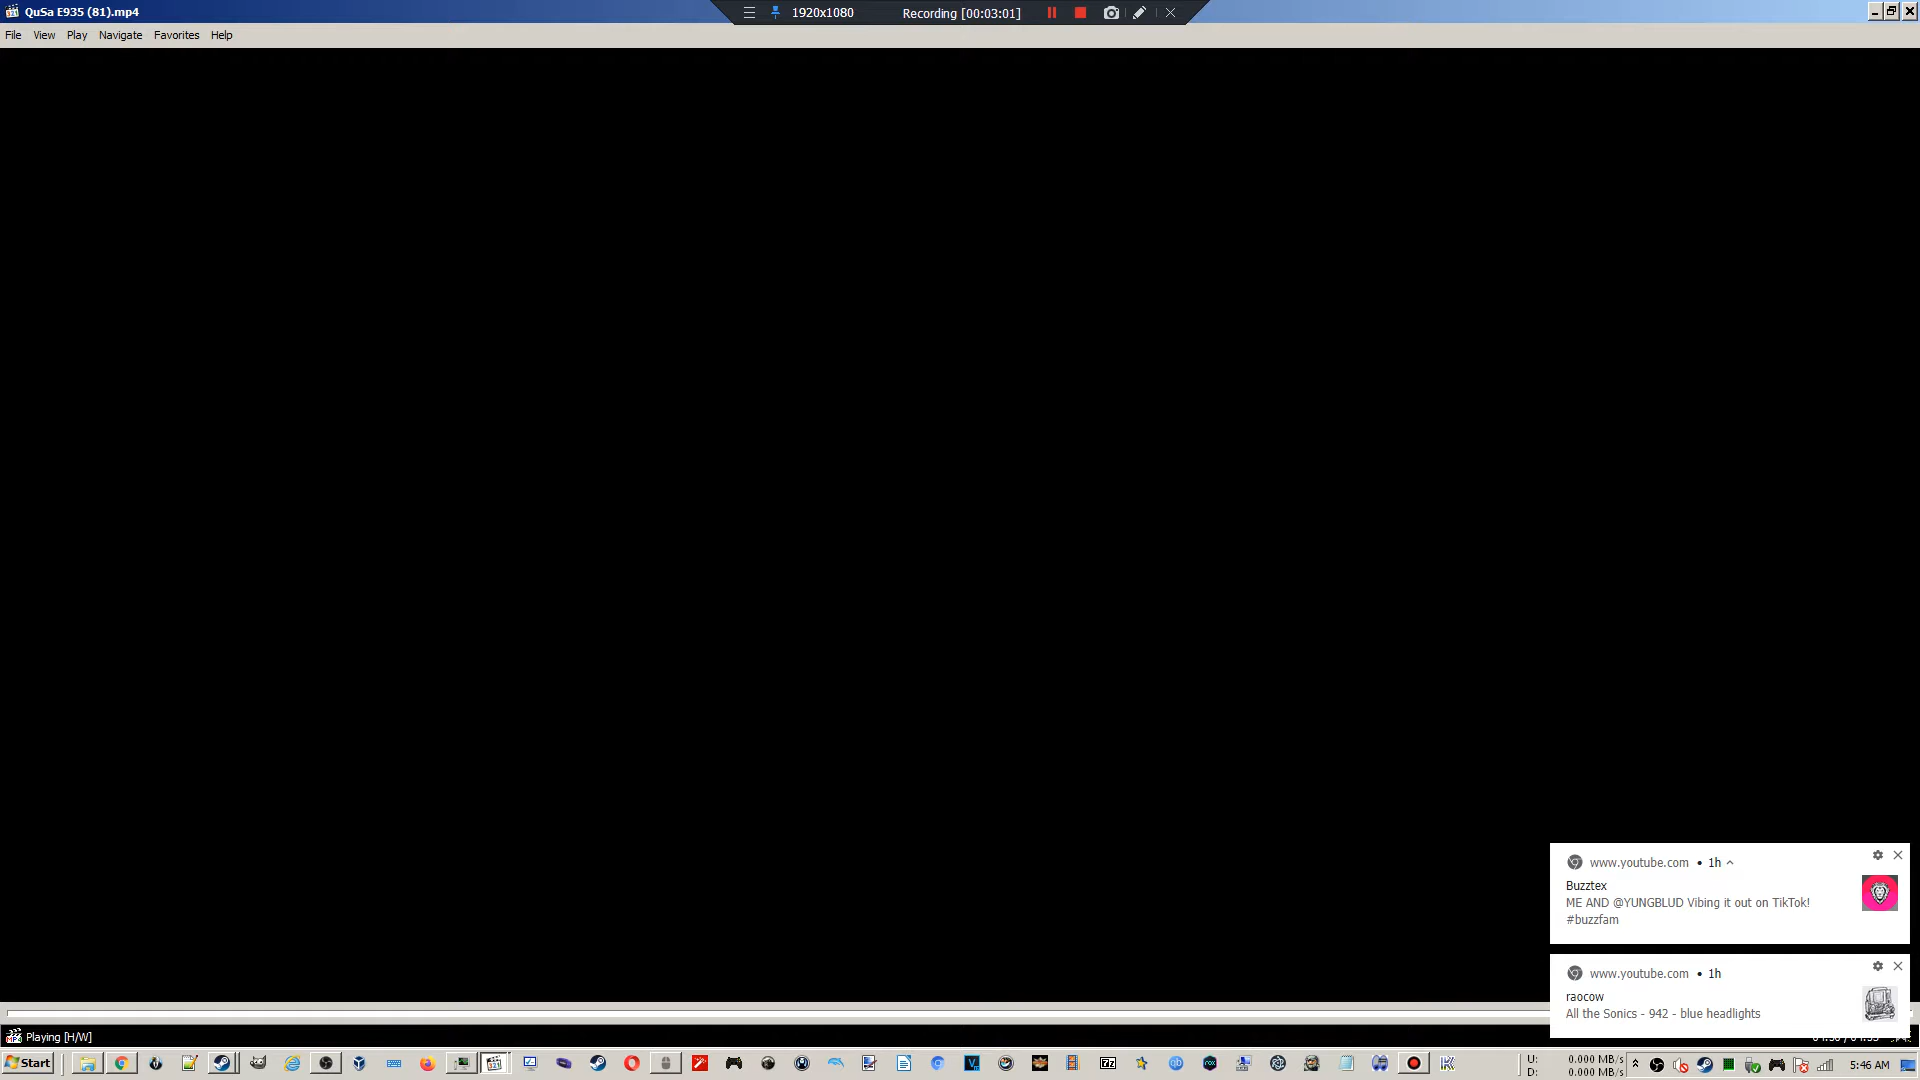 QuSa E935 (81).mp4
1920x1080
Recording [00:03:01]
File View Play Navigate Favorites Help
www.youtube.com • 1h
Buzztex
ME AND @YUNGBLUD Vibing it out on TikTok!
#buzzfam
www.youtube.com • 1h
raocow
All the Sonics - 942 - blue headlights
Playing [H/W]
Start
U: 0.000 MB/s
D: 0.000 MB/s
5:46 AM